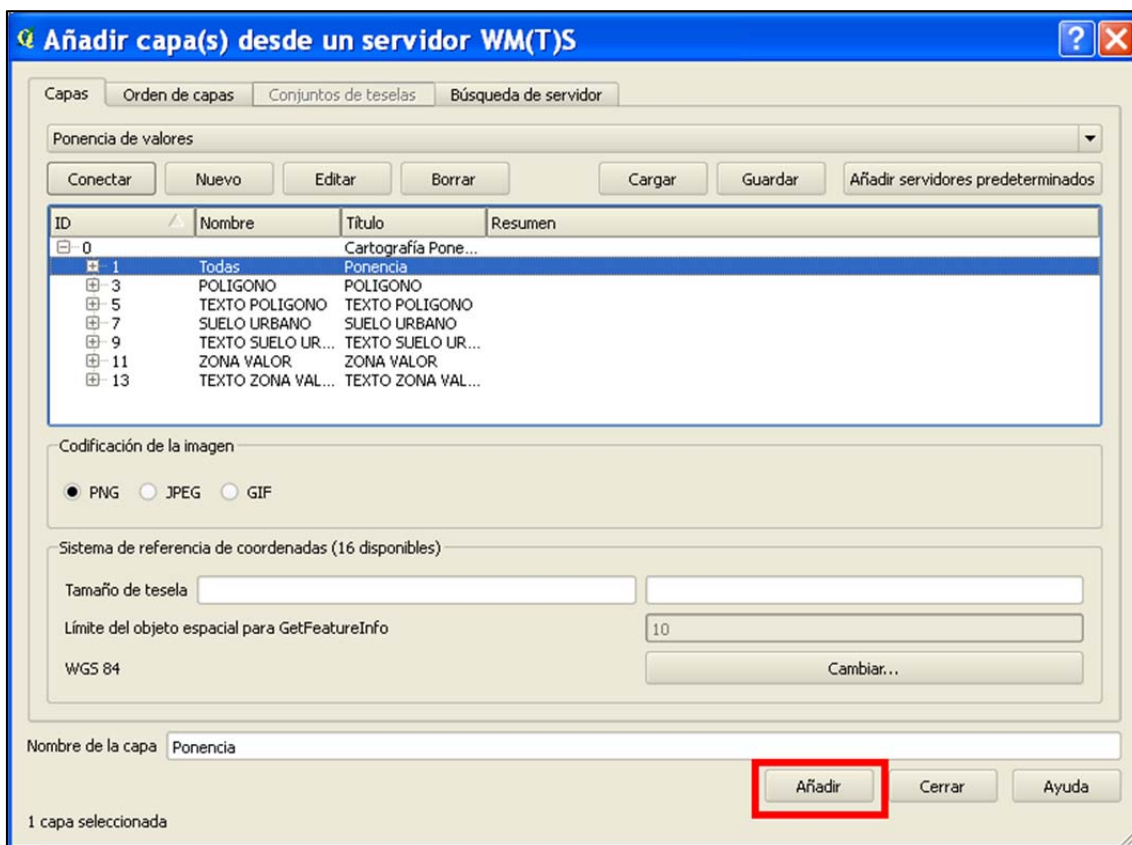 Añadir capa(s) desde un servidor WM(T)S
Capas Orden de capas Conjuntos de teselas Búsqueda de servidor
Ponencia de valores
Conectar Nuevo Editar Borrar Cargar Guardar Añadir servidores predeterminados
ID Nombre Título Resumen
0 Cartografía Pone...
1 Todas Ponencia
3 POLIGONO POLIGONO
5 TEXTO POLIGONO TEXTO POLIGONO
7 SUELO URBANO SUELO URBANO
9 TEXTO SUELO UR... TEXTO SUELO UR...
11 ZONA VALOR ZONA VALOR
13 TEXTO ZONA VAL... TEXTO ZONA VAL...
Codificación de la imagen
PNG JPEG GIF
Sistema de referencia de coordenadas (16 disponibles)
Tamaño de tesela
Límite del objeto espacial para GetFeatureInfo 10
WGS 84 Cambiar...
Nombre de la capa Ponencia
Añadir Cerrar Ayuda
1 capa seleccionada